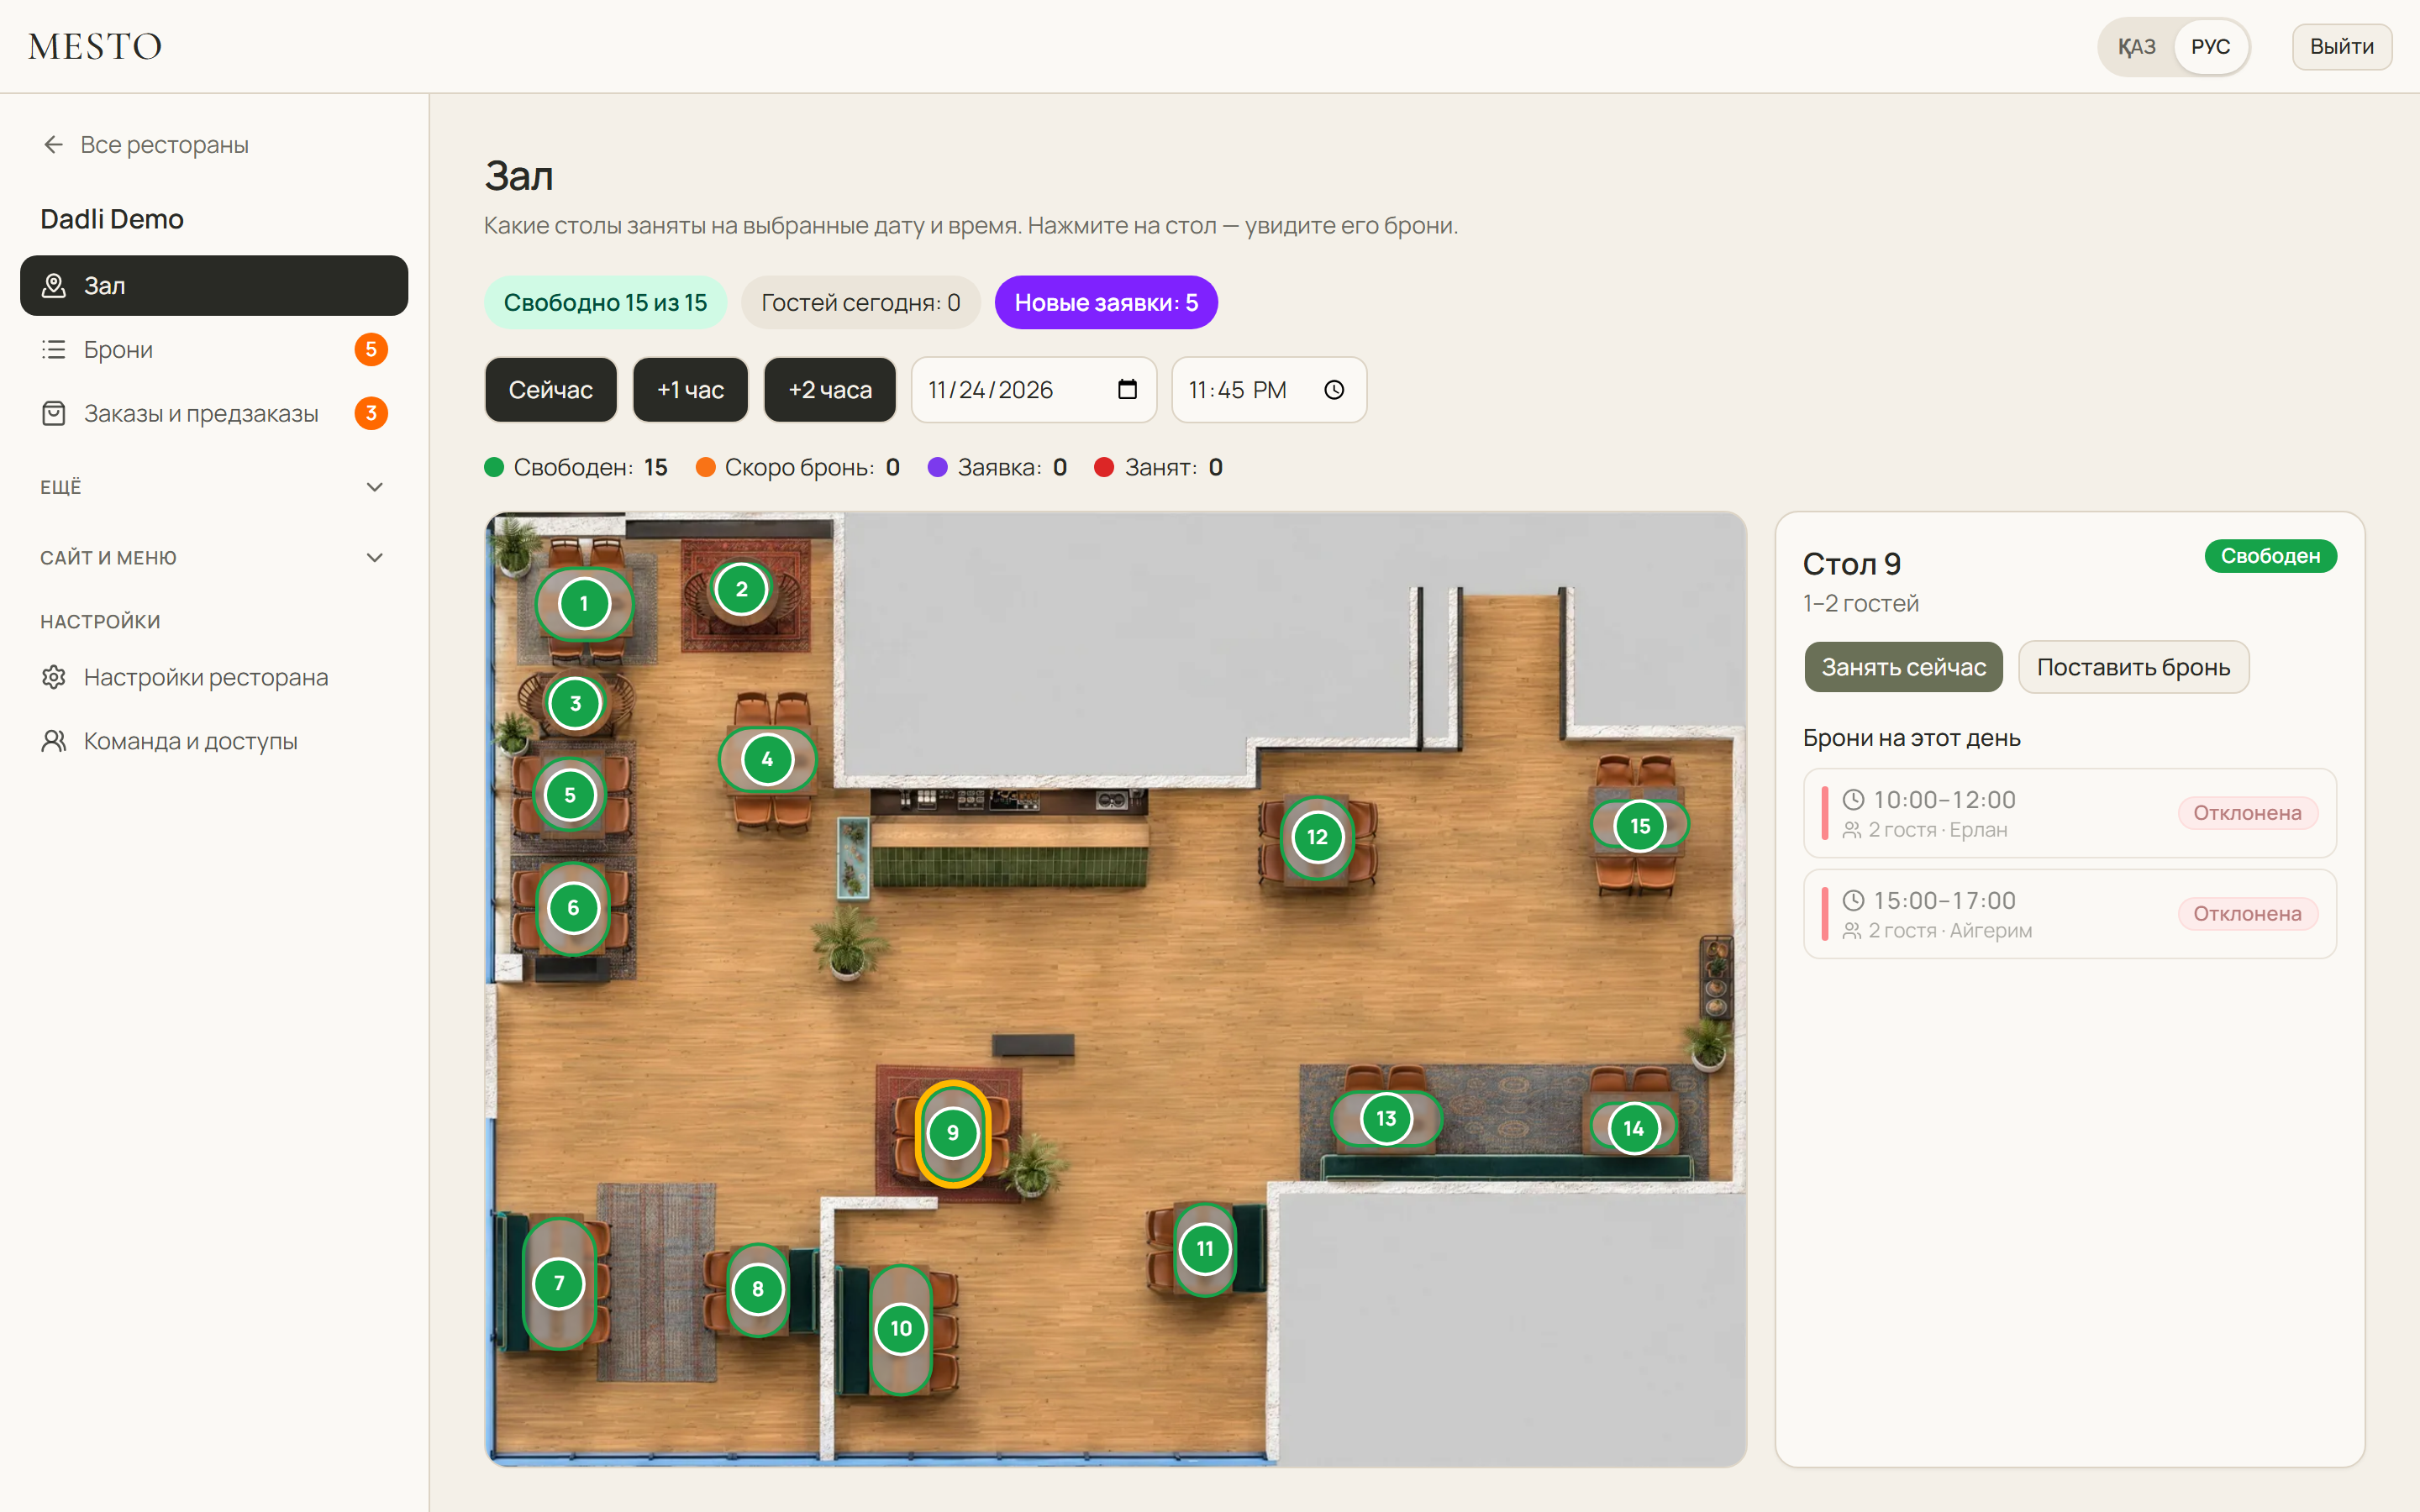 MESTO
ҚАЗ РУС
Выйти
Все рестораны
Dadli Demo
Зал
Брони 5
Заказы и предзаказы 3
ЕЩЁ
САЙТ И МЕНЮ
НАСТРОЙКИ
Настройки ресторана
Команда и доступы
Зал
Какие столы заняты на выбранные дату и время. Нажмите на стол — увидите его брони.
Свободно 15 из 15 Гостей сегодня: 0 Новые заявки: 5
Сейчас +1 час +2 часа 11/24/2026 11:45 PM
Свободен: 15 Скоро бронь: 0 Заявка: 0 Занят: 0
1
2
3
4
5
6
7
8
9
10
11
12
13
14
15
Стол 9 Свободен
1–2 гостей
Занять сейчас Поставить бронь
Брони на этот день
10:00–12:00
2 гостя · Ерлан
Отклонена
15:00–17:00
2 гостя · Айгерим
Отклонена